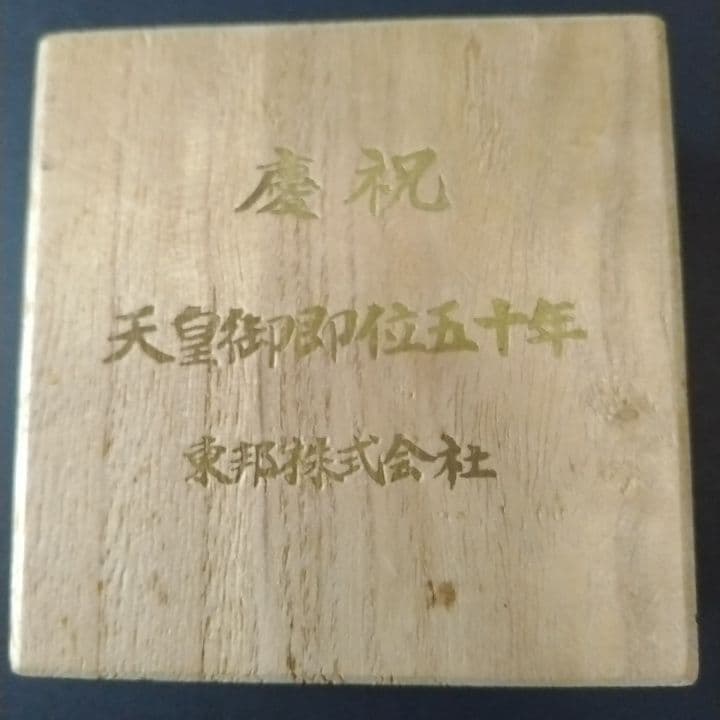 慶祝
天皇御即位五十年
東邦株式会社